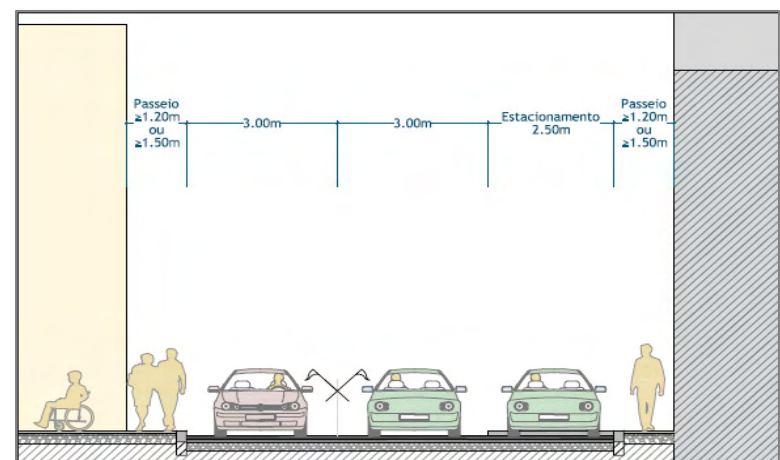 Passeio
≥1.20m
ou
≥1.50m
3.00m
3.00m
Estacionamento
2.50m
Passeio
≥1.20m
ou
≥1.50m